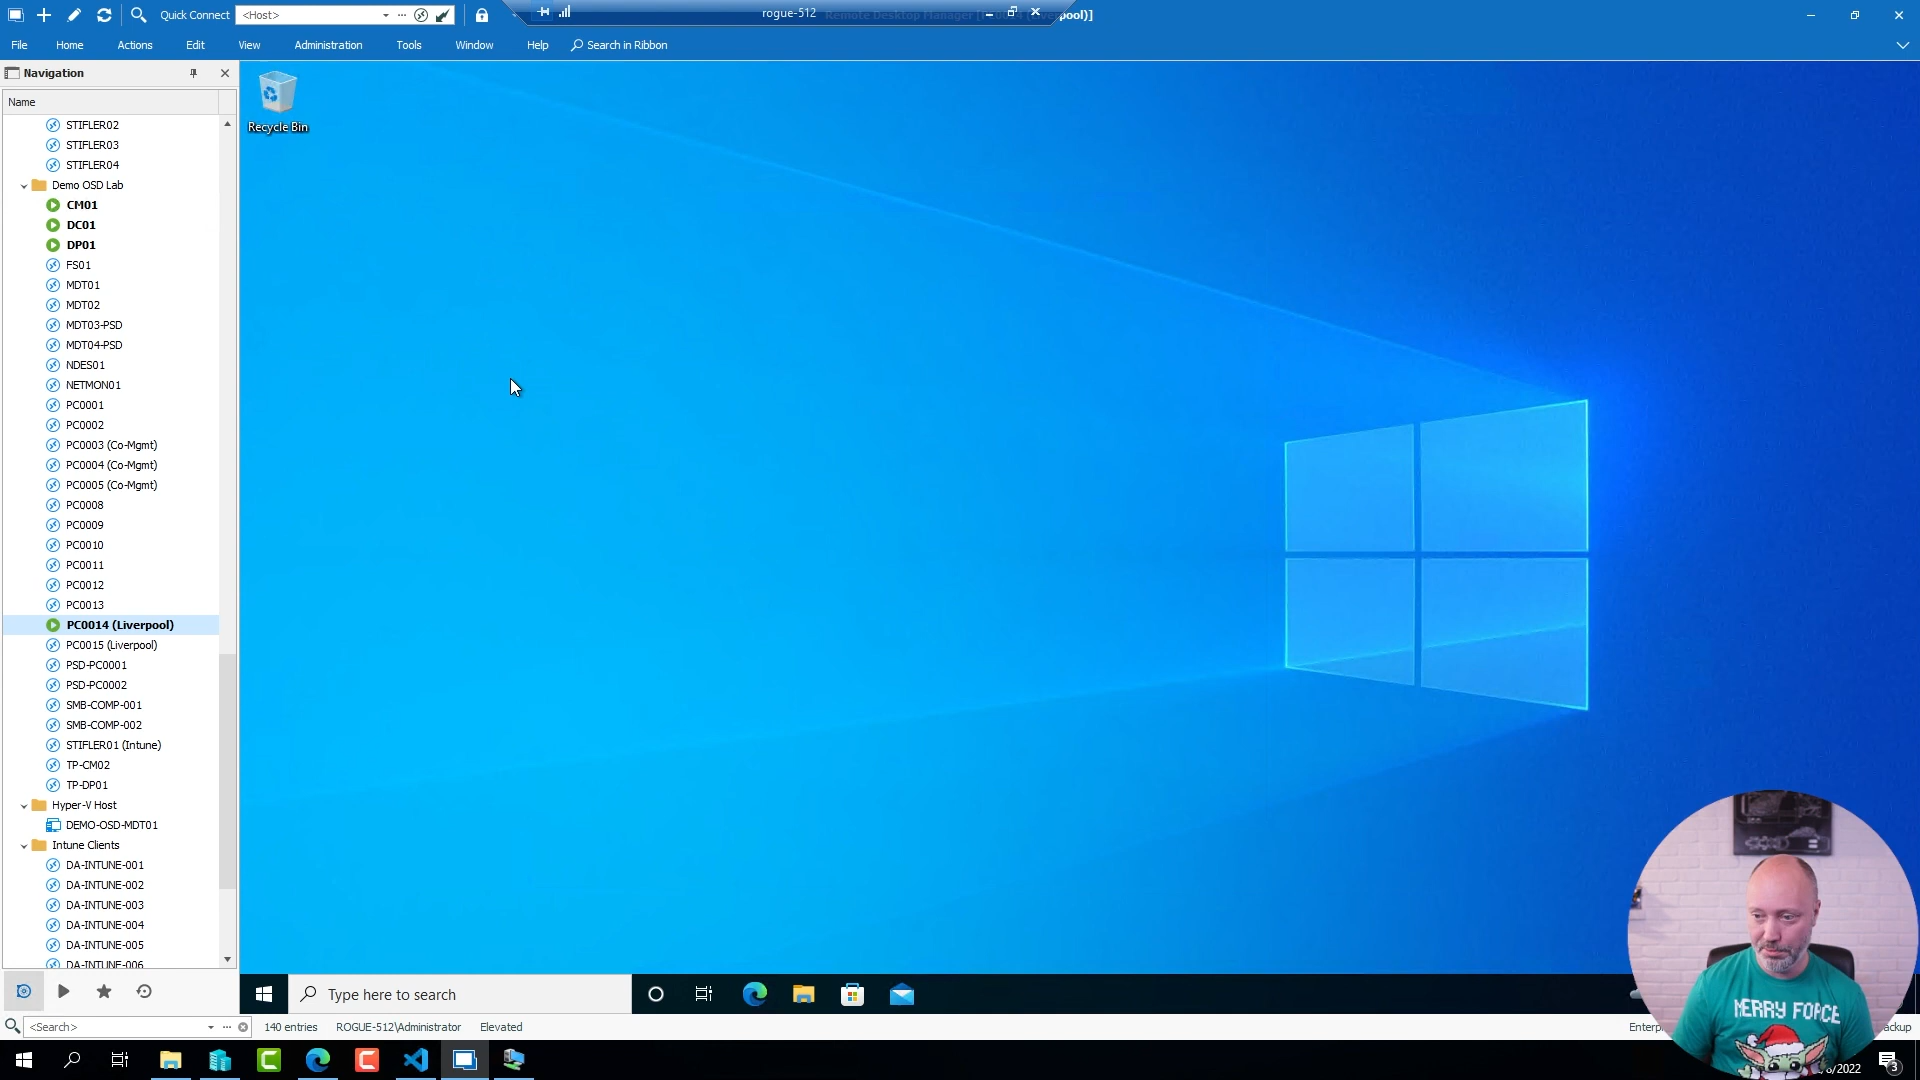 Quick Connect
<Host>
rogue-512
File
Home
Actions
Edit
View
Administration
Tools
Window
Help
Search in Ribbon
Navigation
Name
STIFLER02
STIFLER03
STIFLER04
Demo OSD Lab
CM01
DC01
DP01
FS01
MDT01
MDT02
MDT03-PSD
MDT04-PSD
NDES01
NETMON01
PC0001
PC0002
PC0003 (Co-Mgmt)
PC0004 (Co-Mgmt)
PC0005 (Co-Mgmt)
PC0008
PC0009
PC0010
PC0011
PC0012
PC0013
PC0014 (Liverpool)
PC0015 (Liverpool)
PSD-PC0001
PSD-PC0002
SMB-COMP-001
SMB-COMP-002
STIFLER01 (Intune)
TP-CM02
TP-DP01
Hyper-V Host
DEMO-OSD-MDT01
Intune Clients
DA-INTUNE-001
DA-INTUNE-002
DA-INTUNE-003
DA-INTUNE-004
DA-INTUNE-005
DA-INTUNE-006
Recycle Bin
Type here to search
MERRY FORCE
<Search>
140 entries
ROGUE-512\Administrator
Elevated
3